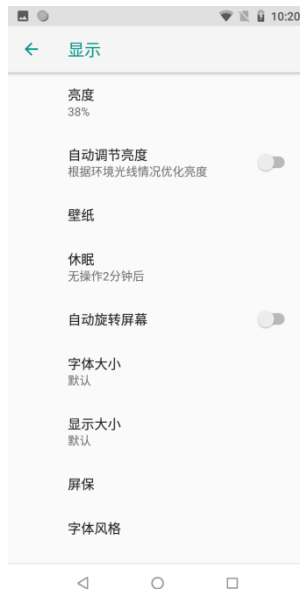 10:20
显示
亮度
38%
自动调节亮度
根据环境光线情况优化亮度
壁纸
休眠
无操作2分钟后
自动旋转屏幕
字体大小
默认
显示大小
默认
屏保
字体风格